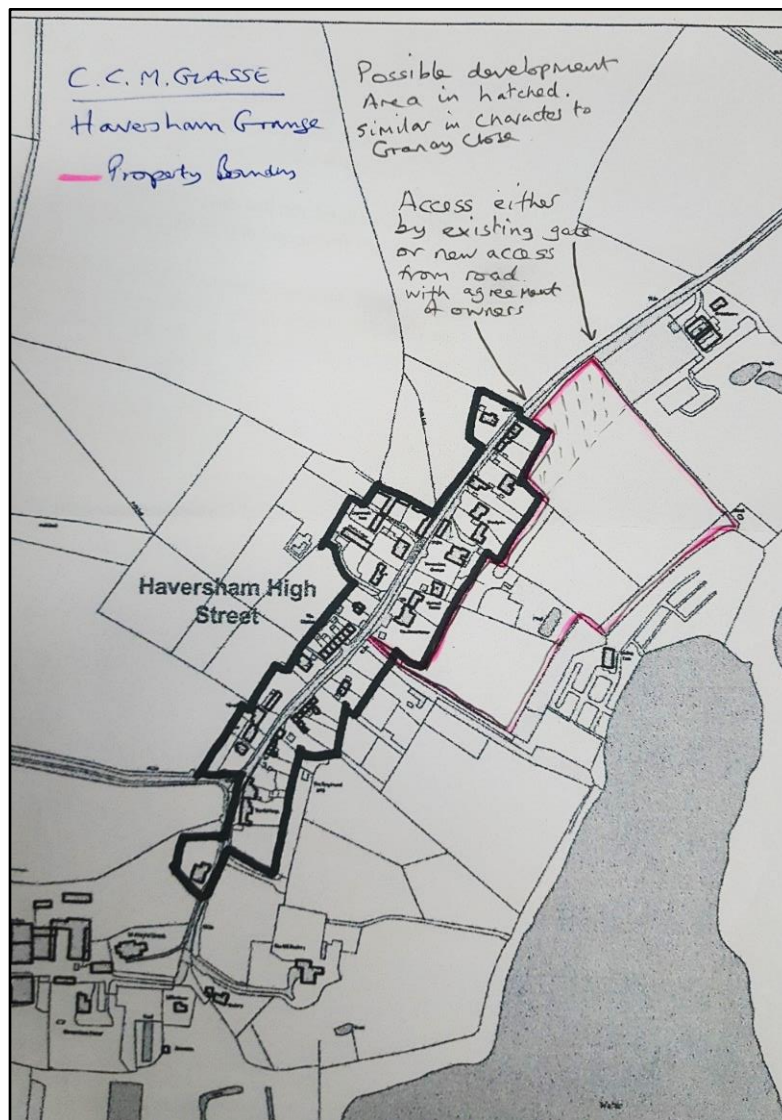 C.C.M. GLASSE
Haversham Grange
Property Boundary
Possible development
Area in hatched.
similar in character to
Granary Close
Access either
by existing gate
or new access
from road
with agreement
of owners
Haversham High
Street
Water